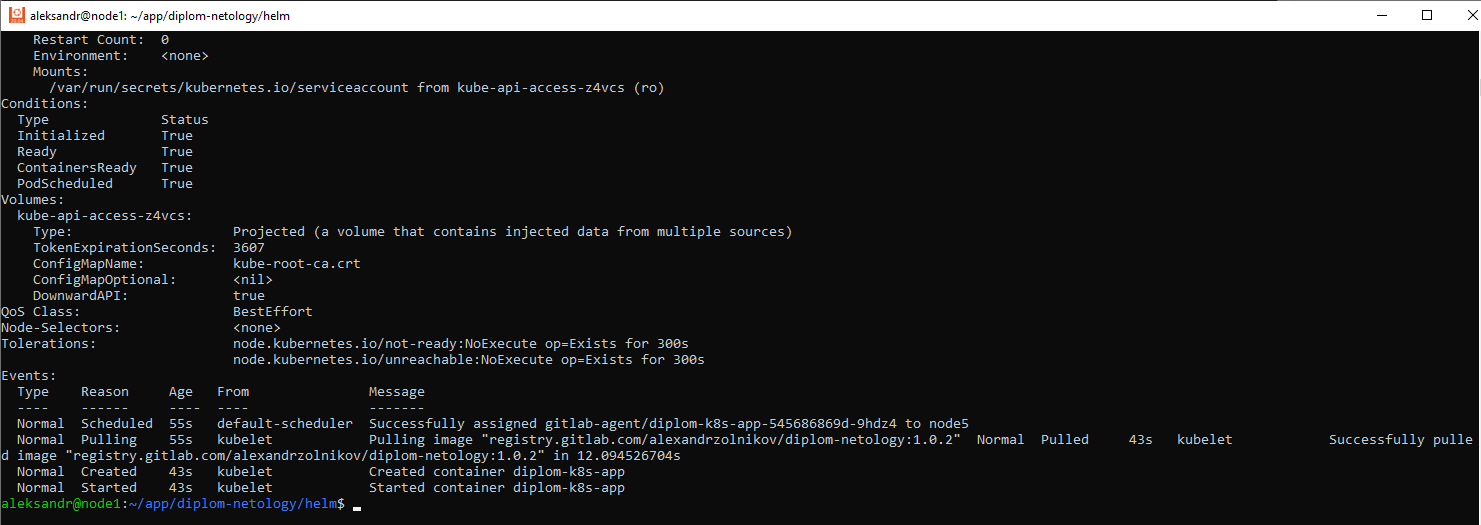 aleksandr@node1: ~/app/diplom-netology/helm
    Restart Count:  0
    Environment:    <none>
    Mounts:
      /var/run/secrets/kubernetes.io/serviceaccount from kube-api-access-z4vcs (ro)
Conditions:
  Type              Status
  Initialized       True
  Ready             True
  ContainersReady   True
  PodScheduled      True
Volumes:
  kube-api-access-z4vcs:
    Type:                    Projected (a volume that contains injected data from multiple sources)
    TokenExpirationSeconds:  3607
    ConfigMapName:           kube-root-ca.crt
    ConfigMapOptional:       <nil>
    DownwardAPI:             true
QoS Class:                   BestEffort
Node-Selectors:              <none>
Tolerations:                 node.kubernetes.io/not-ready:NoExecute op=Exists for 300s
                             node.kubernetes.io/unreachable:NoExecute op=Exists for 300s
Events:
  Type    Reason     Age   From               Message
  ----    ------     ----  ----               -------
  Normal  Scheduled  55s   default-scheduler  Successfully assigned gitlab-agent/diplom-k8s-app-545686869d-9hdz4 to node5
  Normal  Pulling    55s   kubelet            Pulling image "registry.gitlab.com/alexandrzolnikov/diplom-netology:1.0.2"  Normal  Pulled     43s   kubelet            Successfully pulle
d image "registry.gitlab.com/alexandrzolnikov/diplom-netology:1.0.2" in 12.094526704s
  Normal  Created    43s   kubelet            Created container diplom-k8s-app
  Normal  Started    43s   kubelet            Started container diplom-k8s-app
aleksandr@node1:~/app/diplom-netology/helm$